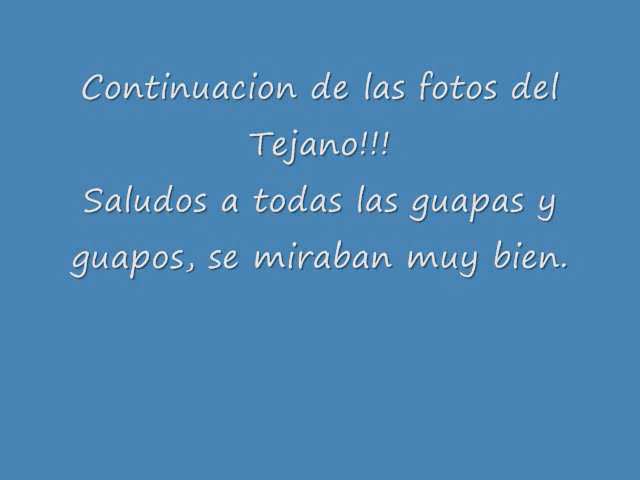 Continuacion de las fotos del
Tejano!!!
Saludos a todas las guapas y
guapos, se miraban muy bien.